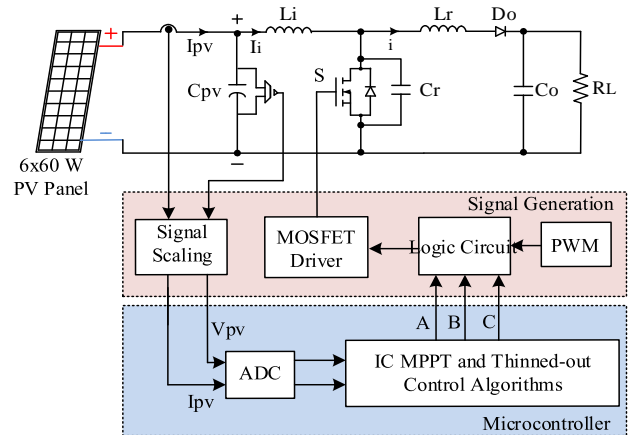 Li
Lr
Do
+
+
Ipv
Ii
i
Cpv
S
Cr
Co
RL
−
−
6x60 W
PV Panel
Signal Generation
Signal
Scaling
MOSFET
Driver
Logic Circuit
PWM
A
B
C
Vpv
ADC
IC MPPT and Thinned-out
Control Algorithms
Ipv
Microcontroller